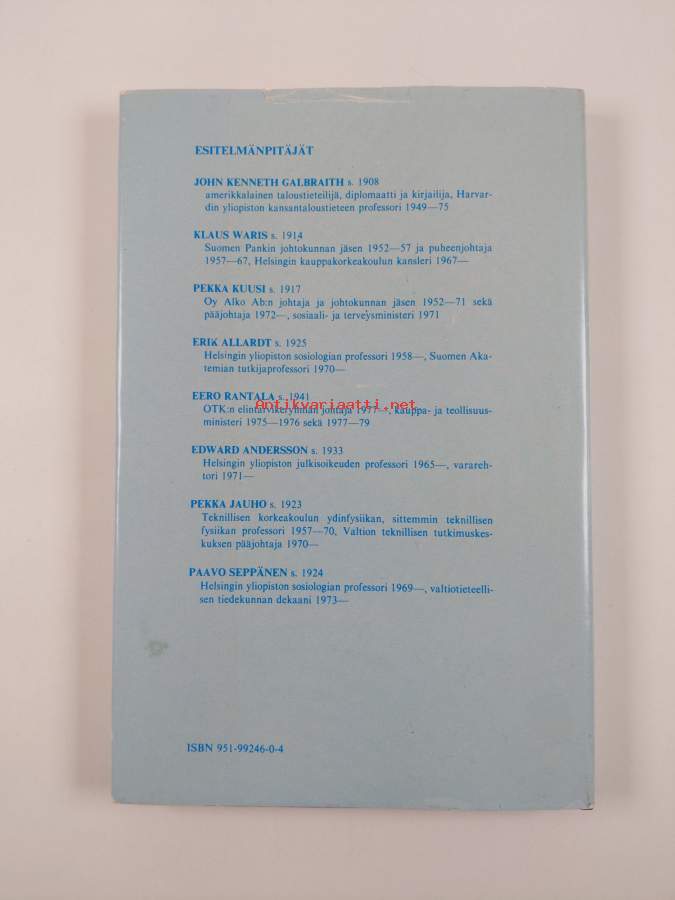 ESITELMÄNPITÄJÄT
JOHN KENNETH GALBRAITH s. 1908
amerikkalainen taloustieteilijä, diplomaatti ja kirjailija, Harvar-
din yliopiston kansantaloustieteen professori 1949—75
KLAUS WARIS s. 1914
Suomen Pankin johtokunnan jäsen 1952—57 ja puheenjohtaja
1957—67, Helsingin kauppakorkeakoulun kansleri 1967—
PEKKA KUUSI s. 1917
Oy Alko Ab:n johtaja ja johtokunnan jäsen 1952—71 sekä
pääjohtaja 1972—, sosiaali- ja terveysministeri 1971
ERIK ALLARDT s. 1925
Helsingin yliopiston sosiologian professori 1958—, Suomen Aka-
temian tutkijaprofessori 1970—
EERO RANTALA s. 1941
Antikvariaatti.net
OTK:n elintarvikeryhmän johtaja 1977—, kauppa- ja teollisuus-
ministeri 1975—1976 sekä 1977—79
EDWARD ANDERSSON s. 1933
Helsingin yliopiston julkisoikeuden professori 1965—, varareh-
tori 1971—
PEKKA JAUHO s. 1923
Teknillisen korkeakoulun ydinfysiikan, sittemmin teknillisen
fysiikan professori 1957—70, Valtion teknillisen tutkimuskes-
kuksen pääjohtaja 1970—
PAAVO SEPPÄNEN s. 1924
Helsingin yliopiston sosiologian professori 1969—, valtiotieteelli-
sen tiedekunnan dekaani 1973—
ISBN 951-99246-0-4